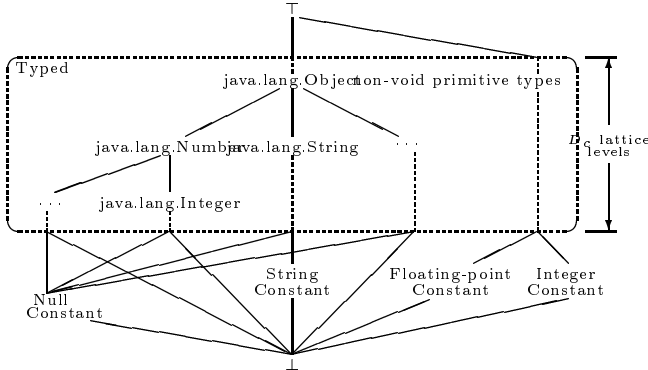 ⊤
Typed
java.lang.Object non-void primitive types
java.lang.Number java.lang.String . . .
D_C lattice
levels
. . . java.lang.Integer
String
Constant
Floating-point
Constant
Integer
Constant
Null
Constant
⊥